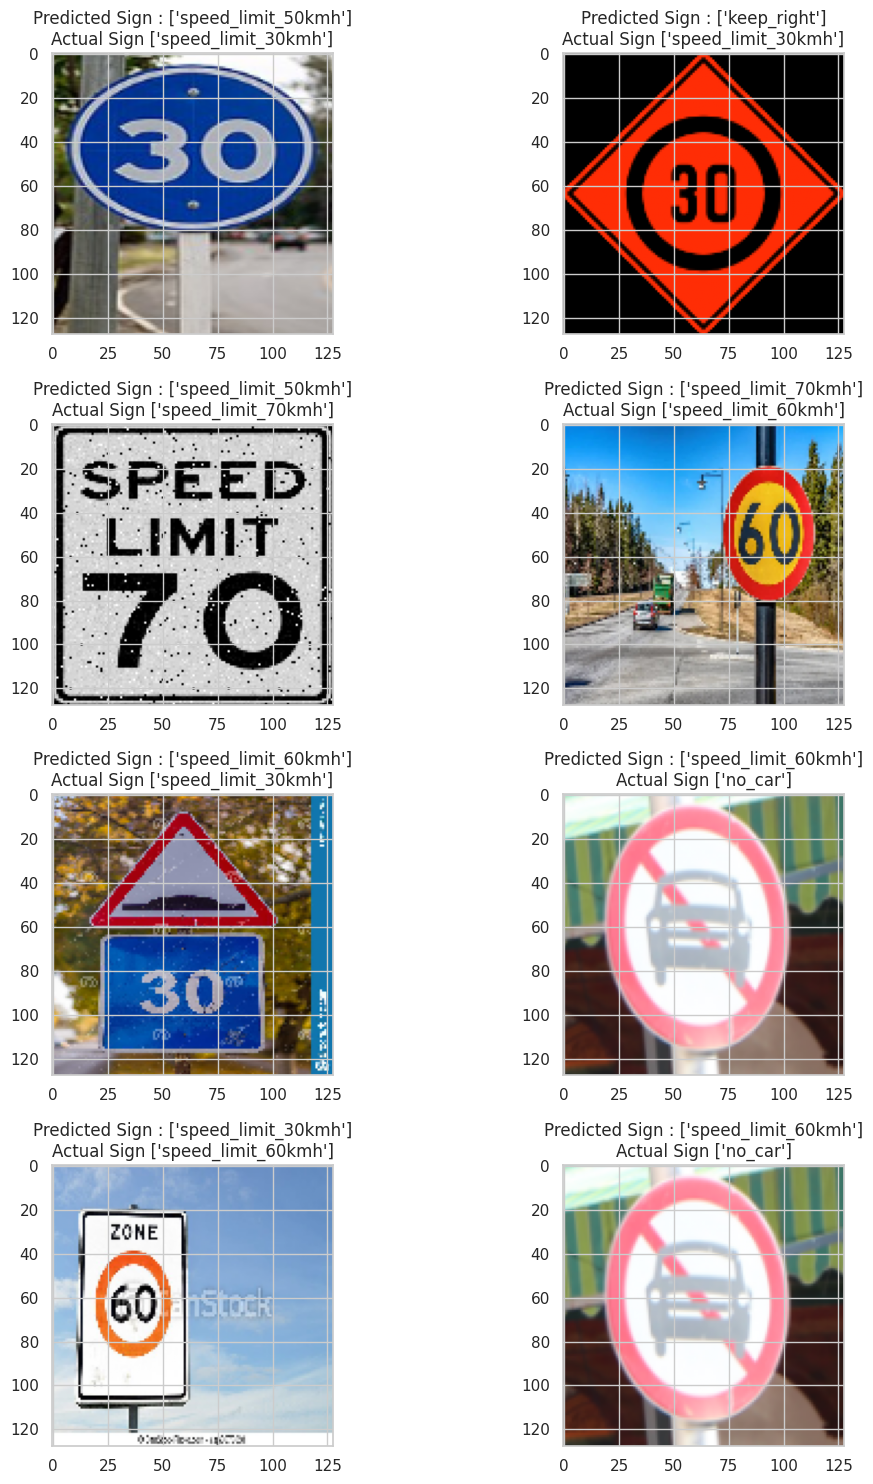 Predicted Sign : ['speed_limit_50kmh']
Actual Sign ['speed_limit_30kmh']
0
20
40
60
80
100
120
30
0 25 50 75 100 125
Predicted Sign : ['keep_right']
Actual Sign ['speed_limit_30kmh']
0
20
40
60
80
100
120
30
0 25 50 75 100 125
Predicted Sign : ['speed_limit_50kmh']
Actual Sign ['speed_limit_70kmh']
0
20
40
60
80
100
120
SPEED
LIMIT
70
0 25 50 75 100 125
Predicted Sign : ['speed_limit_70kmh']
Actual Sign ['speed_limit_60kmh']
0
20
40
60
80
100
120
60
0 25 50 75 100 125
Predicted Sign : ['speed_limit_60kmh']
Actual Sign ['speed_limit_30kmh']
0
20
40
60
80
100
120
30
0 25 50 75 100 125
Predicted Sign : ['speed_limit_60kmh']
Actual Sign ['no_car']
0
20
40
60
80
100
120
0 25 50 75 100 125
Predicted Sign : ['speed_limit_30kmh']
Actual Sign ['speed_limit_60kmh']
0
20
40
60
80
100
120
ZONE
60
CanStock
0 25 50 75 100 125
Predicted Sign : ['speed_limit_60kmh']
Actual Sign ['no_car']
0
20
40
60
80
100
120
0 25 50 75 100 125